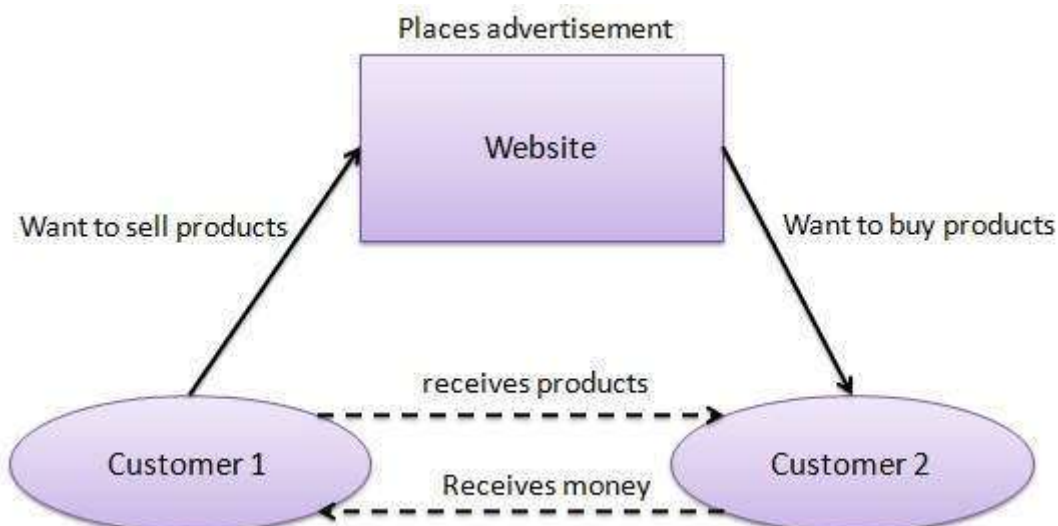 Places advertisement
Website
Want to sell products
Want to buy products
receives products
Customer 1
Customer 2
Receives money